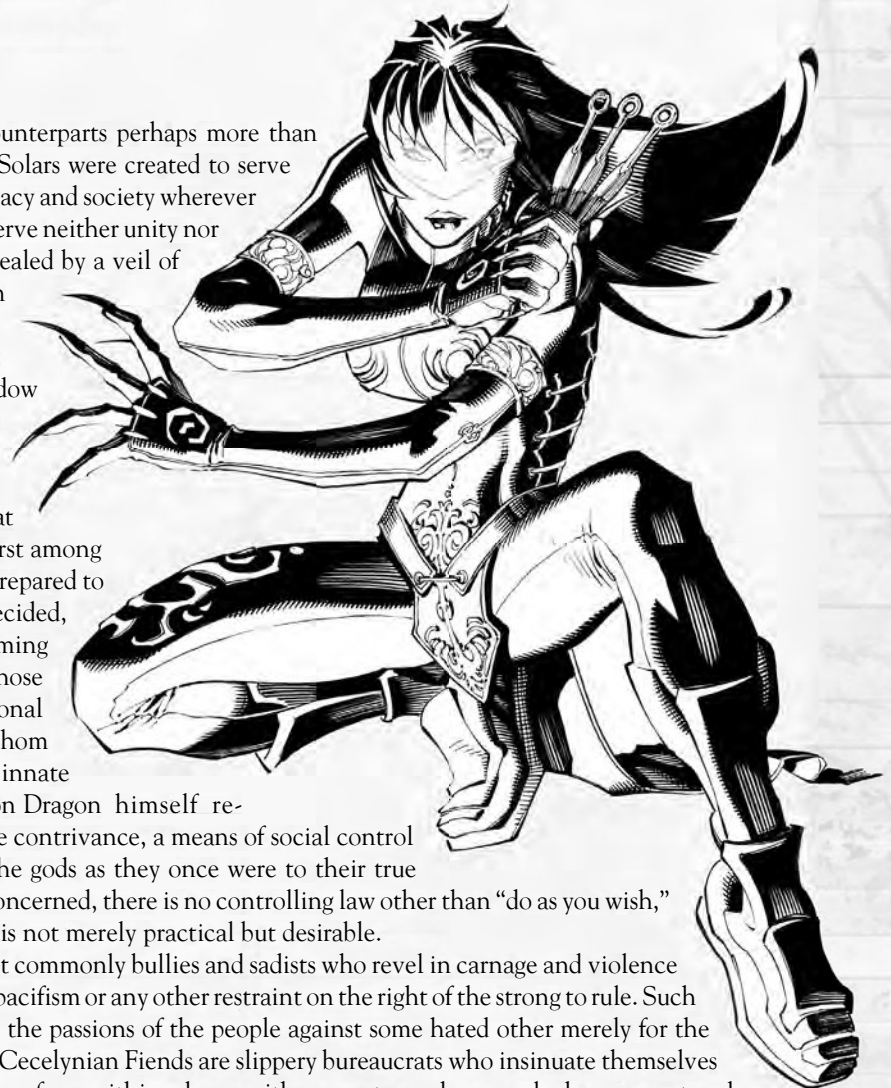 unterparts perhaps more than
Solars were created to serve
acy and society wherever
erve neither unity nor
ealed by a veil of
dow
at
rst among
repared to
ecided,
ming
hose
onal
hom
innate
on Dragon himself re-
e contrivance, a means of social control
he gods as they once were to their true
oncerned, there is no controlling law other than “do as you wish,”
is not merely practical but desirable.
t commonly bullies and sadists who revel in carnage and violence
pacifism or any other restraint on the right of the strong to rule. Such
the passions of the people against some hated other merely for the
Cecelynian Fiends are slippery bureaucrats who insinuate themselves